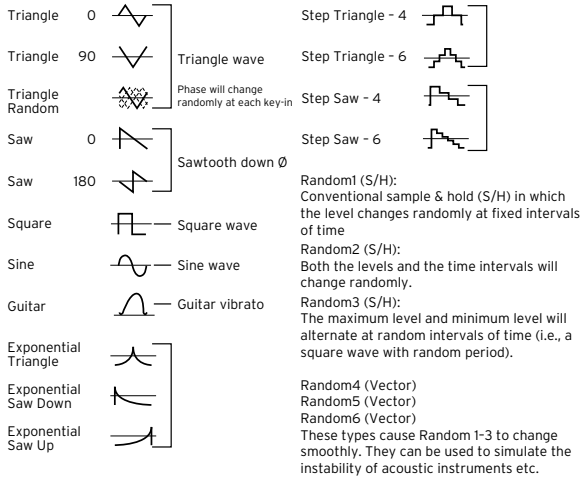 Triangle 0
Triangle 90
Triangle wave
Triangle
Random
Phase will change
randomly at each key-in
Saw 0
Saw 180
Sawtooth down Ø
Square
Square wave
Sine
Sine wave
Guitar
Guitar vibrato
Exponential
Triangle
Exponential
Saw Down
Exponential
Saw Up
Step Triangle – 4
Step Triangle – 6
Step Saw – 4
Step Saw – 6
Random1 (S/H):
Conventional sample & hold (S/H) in which
the level changes randomly at fixed intervals
of time
Random2 (S/H):
Both the levels and the time intervals will
change randomly.
Random3 (S/H):
The maximum level and minimum level will
alternate at random intervals of time (i.e., a
square wave with random period).
Random4 (Vector)
Random5 (Vector)
Random6 (Vector)
These types cause Random 1–3 to change
smoothly. They can be used to simulate the
instability of acoustic instruments etc.